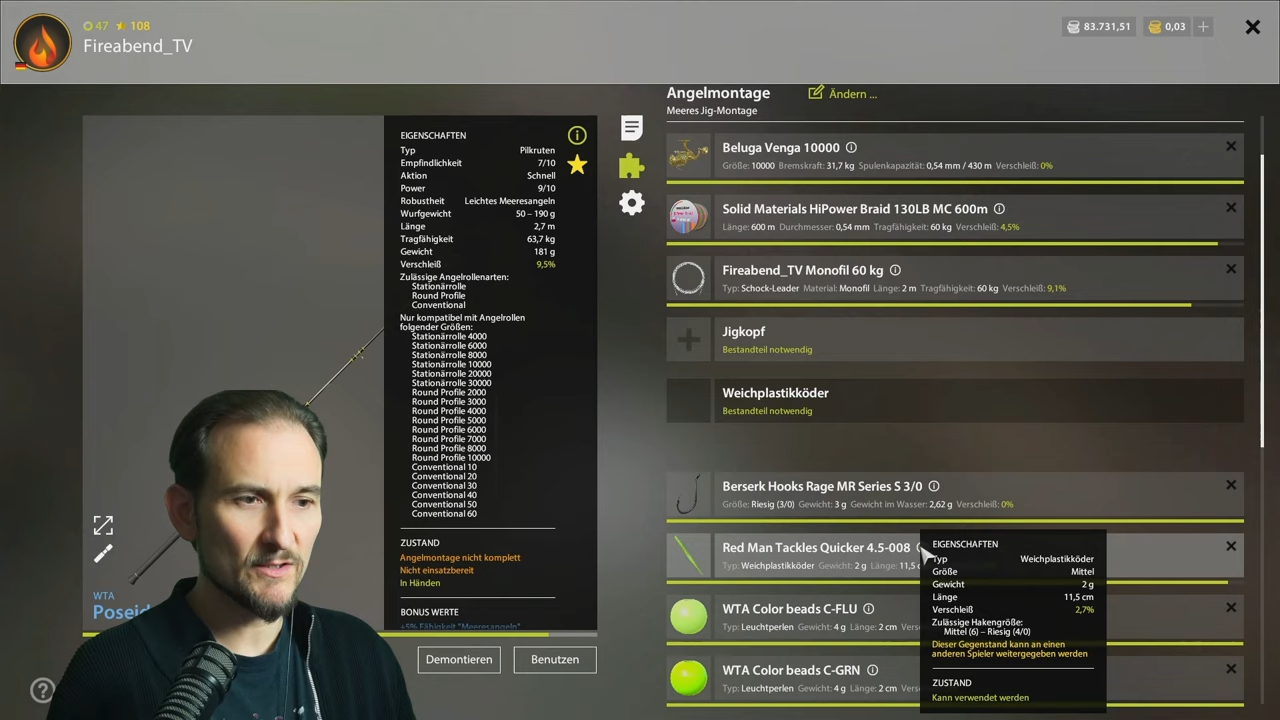 47 108
Fireabend_TV
83.731,51
0,03
EIGENSCHAFTEN
Typ Pilkruten
Empfindlichkeit 7/10
Aktion Schnell
Power 9/10
Robustheit Leichtes Meeresangeln
Wurfgewicht 50 – 190 g
Länge 2,7 m
Tragfähigkeit 63,7 kg
Gewicht 181 g
Verschleiß 9,5%
Zulässige Angelrollenarten:
Stationärrolle
Round Profile
Conventional
Nur kompatibel mit Angelrollen
folgender Größen:
Stationärrolle 4000
Stationärrolle 6000
Stationärrolle 8000
Stationärrolle 10000
Stationärrolle 20000
Stationärrolle 30000
Round Profile 2000
Round Profile 3000
Round Profile 4000
Round Profile 5000
Round Profile 6000
Round Profile 7000
Round Profile 8000
Round Profile 10000
Conventional 10
Conventional 20
Conventional 30
Conventional 40
Conventional 50
Conventional 60
ZUSTAND
Angelmontage nicht komplett
Nicht einsatzbereit
In Händen
BONUS WERTE
+5% Fähigkeit "Meeresangeln"
WTA
Poseid
Demontieren
Benutzen
?
Angelmontage
Ändern ...
Meeres Jig-Montage
Beluga Venga 10000
Größe: 10000 Bremskraft: 31,7 kg Spulenkapazität: 0,54 mm / 430 m Verschleiß: 0%
Solid Materials HiPower Braid 130LB MC 600m
Länge: 600 m Durchmesser: 0,54 mm Tragfähigkeit: 60 kg Verschleiß: 4,5%
Fireabend_TV Monofil 60 kg
Typ: Schock-Leader Material: Monofil Länge: 2 m Tragfähigkeit: 60 kg Verschleiß: 9,1%
Jigkopf
Bestandteil notwendig
Weichplastikköder
Bestandteil notwendig
Berserk Hooks Rage MR Series S 3/0
Größe: Riesig (3/0) Gewicht: 3 g Gewicht im Wasser: 2,62 g Verschleiß: 0%
Red Man Tackles Quicker 4.5-008
Typ: Weichplastikköder Gewicht: 2 g Länge: 11,5 c
WTA Color beads C-FLU
Typ: Leuchtperlen Gewicht: 4 g Länge: 2 cm
WTA Color beads C-GRN
Typ: Leuchtperlen Gewicht: 4 g Länge: 2 cm
EIGENSCHAFTEN
Typ Weichplastikköder
Größe Mittel
Gewicht 2 g
Länge 11,5 cm
Verschleiß 2,7%
Zulässige Hakengröße:
Mittel (6) – Riesig (4/0)
Dieser Gegenstand kann an einen
anderen Spieler weitergegeben werden
ZUSTAND
Kann verwendet werden